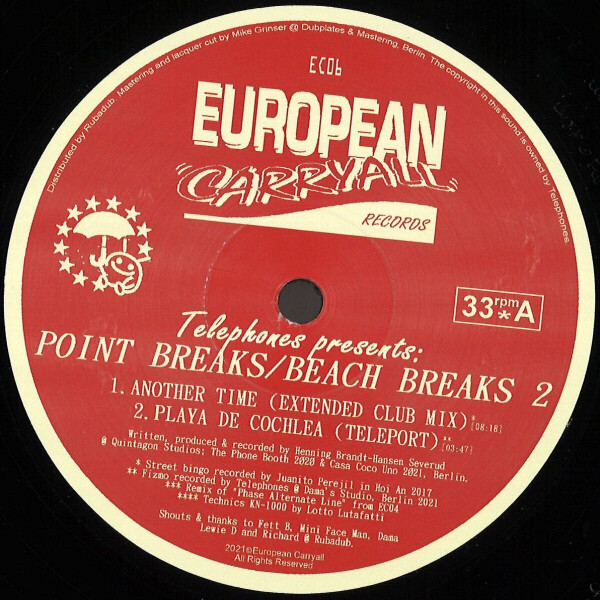 Distributed by Rubadub. Mastering and lacquer cut by Mike Grinser @ Dubplates & Mastering, Berlin. The copyright in this sound is owned by Telephones.
EC06
EUROPEAN
CARRYALL
RECORDS
33rpm*A
Telephones presents:
POINT BREAKS/BEACH BREAKS 2
1. ANOTHER TIME (EXTENDED CLUB MIX)* [08:18]
2. PLAYA DE COCHLEA (TELEPORT)** [03:47]
Written, produced & recorded by Henning Brandt-Hansen Severud
@ Quintagon Studios; The Phone Booth 2020 & Casa Coco Uno 2021, Berlin.
* Street bingo recorded by Juanito Perejil in Hoi An 2017
** Fizmo recorded by Telephones @ Dama's Studio, Berlin 2021
*** Remix of "Phase Alternate Line" from EC04
**** Technics KN-1000 by Lotto Lutafatti
Shouts & thanks to Fett B, Mini Face Man, Dama
Lewie D and Richard @ Rubadub.
2021©European Carryall
All Rights Reserved